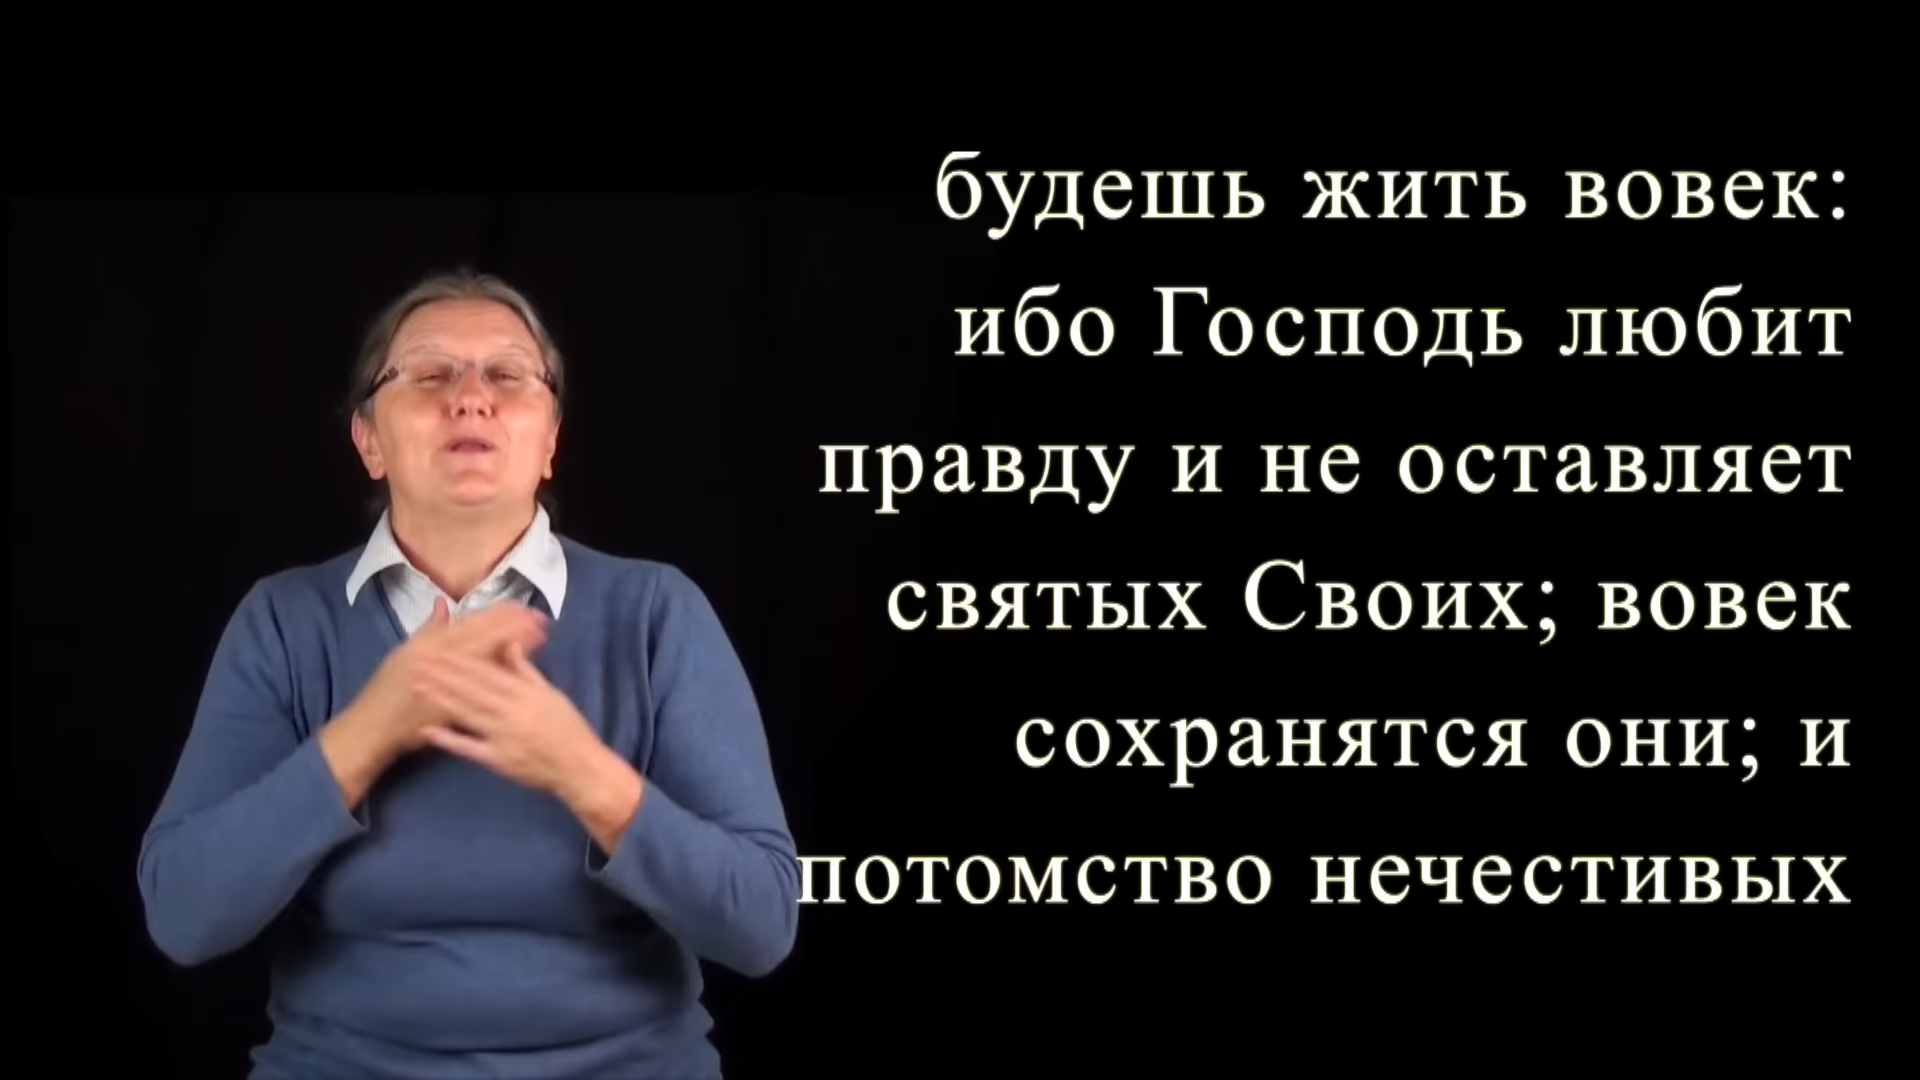 будешь жить вовек:
ибо Господь любит
правду и не оставляет
святых Своих; вовек
сохранятся они; и
потомство нечестивых